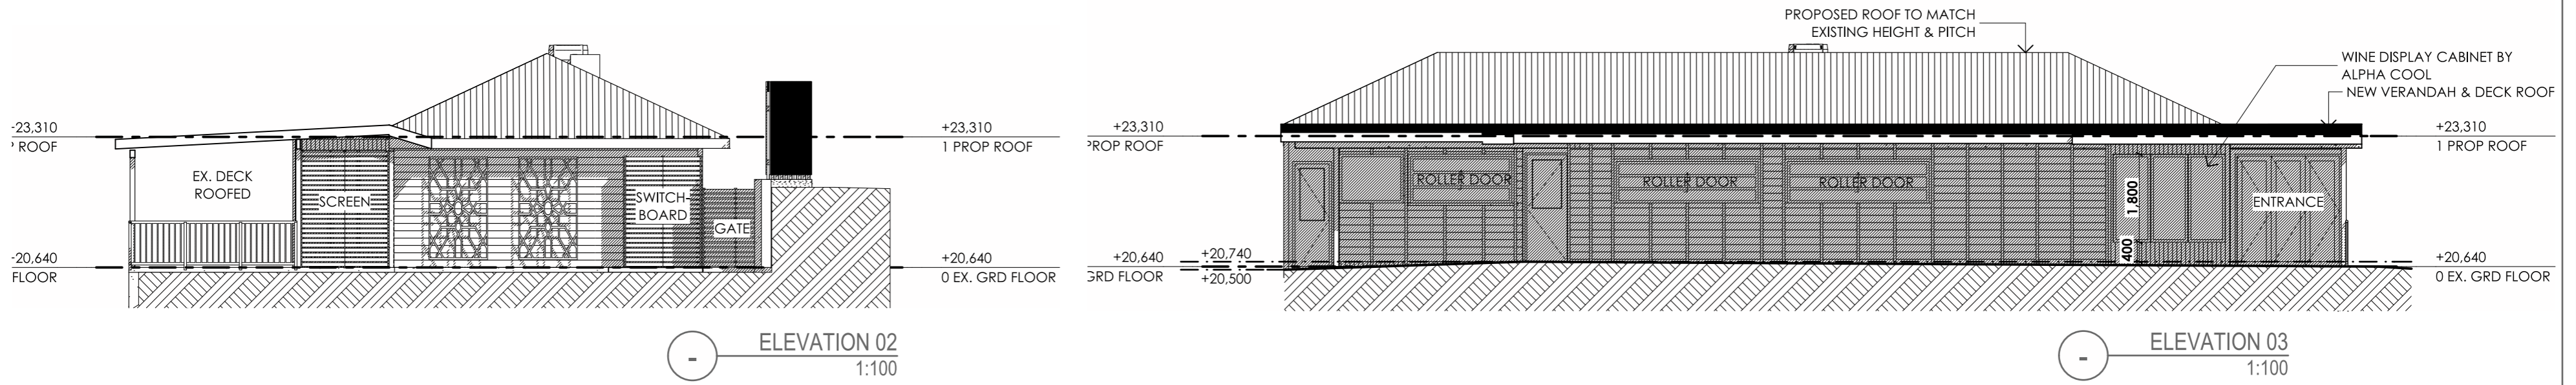 -23,310
P ROOF
EX. DECK
ROOFED
SCREEN
SWITCH-
BOARD
GATE
-20,640
FLOOR
+23,310
1 PROP ROOF
+20,640
0 EX. GRD FLOOR
-
ELEVATION 02
1:100
PROPOSED ROOF TO MATCH
EXISTING HEIGHT & PITCH
WINE DISPLAY CABINET BY
ALPHA COOL
NEW VERANDAH & DECK ROOF
+23,310
PROP ROOF
ROLLER DOOR
ROLLER DOOR
ROLLER DOOR
1,800
400
ENTRANCE
+20,740
+20,640
GRD FLOOR
+20,500
+23,310
1 PROP ROOF
+20,640
0 EX. GRD FLOOR
-
ELEVATION 03
1:100